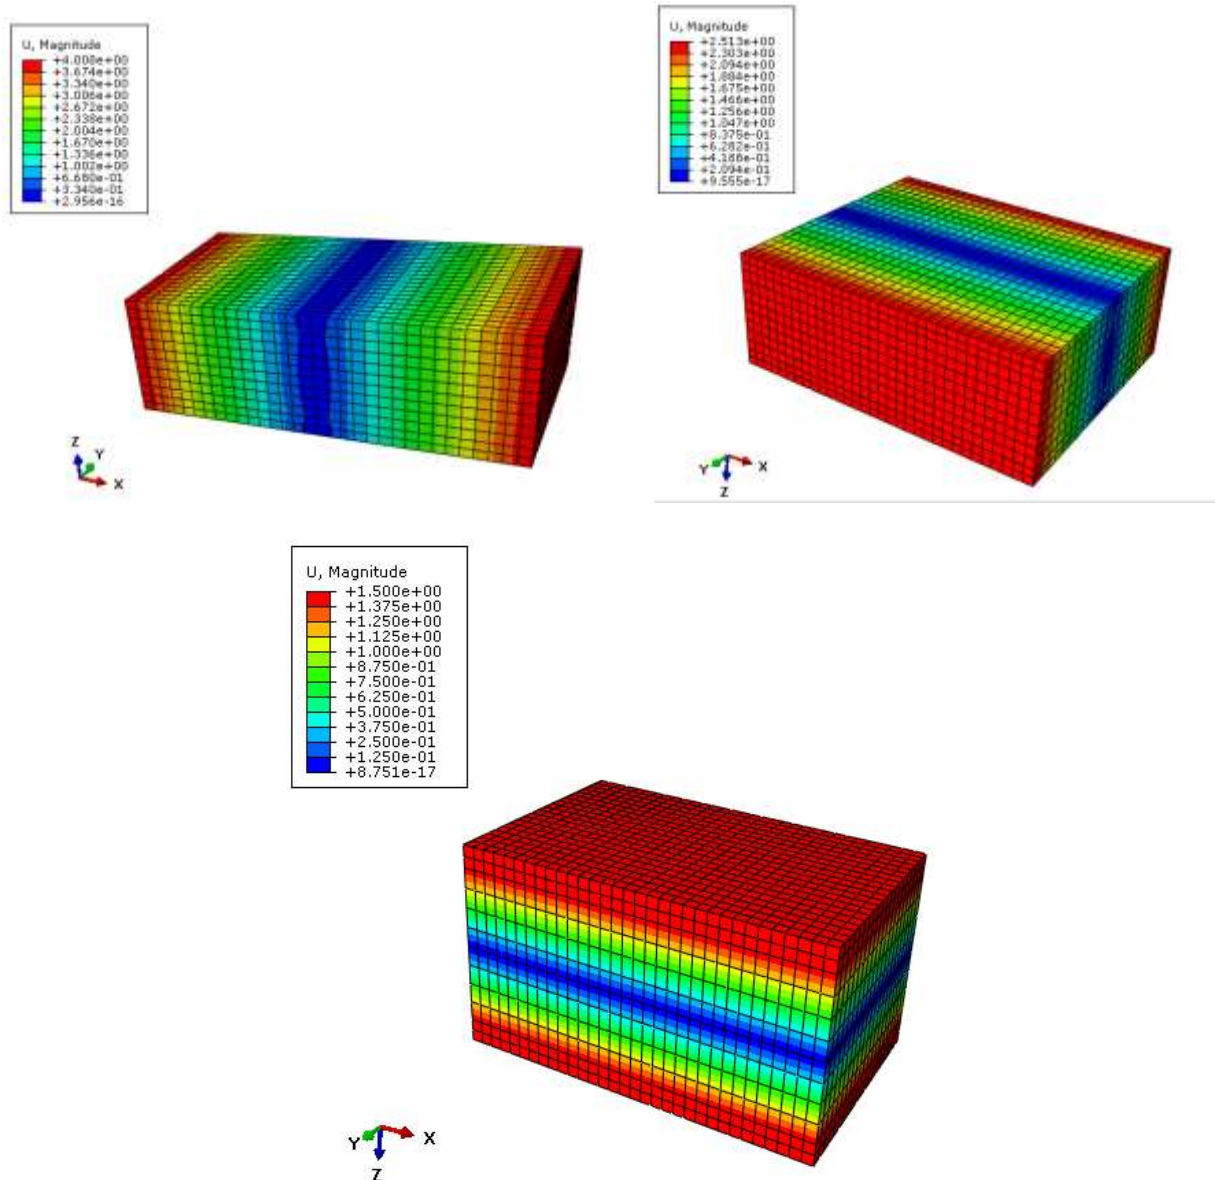 U, Magnitude
+4.008e+00
+3.674e+00
+3.340e+00
+3.006e+00
+2.672e+00
+2.338e+00
+2.004e+00
+1.670e+00
+1.336e+00
+1.002e+00
+6.680e-01
+3.340e-01
+2.956e-16
Z
Y
X
U, Magnitude
+2.513e+00
+2.303e+00
+2.094e+00
+1.884e+00
+1.675e+00
+1.466e+00
+1.256e+00
+1.047e+00
+8.375e-01
+6.282e-01
+4.188e-01
+2.094e-01
+9.555e-17
Y
X
Z
U, Magnitude
+1.500e+00
+1.375e+00
+1.250e+00
+1.125e+00
+1.000e+00
+8.750e-01
+7.500e-01
+6.250e-01
+5.000e-01
+3.750e-01
+2.500e-01
+1.250e-01
+8.751e-17
Y
X
Z